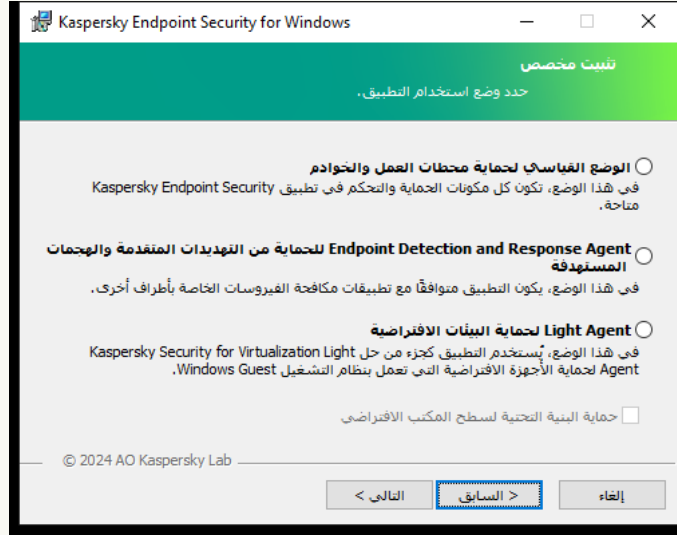 Kaspersky Endpoint Security for Windows
تثبيت مخصص
حدد وضع استخدام التطبيق.
الوضع القياسي لحماية محطات العمل والخوادم
في هذا الوضع، تكون كل مكونات الحماية والتحكم في تطبيق Kaspersky Endpoint Security
متاحة.
Endpoint Detection and Response Agent للحماية من التهديدات المتقدمة والهجمات
المستهدفة
في هذا الوضع، يكون التطبيق متوافقًا مع تطبيقات مكافحة الفيروسات الخاصة بأطراف أخرى.
Light Agent لحماية البيئات الافتراضية
في هذا الوضع، يُستخدم التطبيق كجزء من حل Kaspersky Security for Virtualization Light
Agent لحماية الأجهزة الافتراضية التي تعمل بنظام التشغيل Windows Guest.
حماية البنية التحتية لسطح المكتب الافتراضي
© 2024 AO Kaspersky Lab
إلغاء
< السابق
التالي >